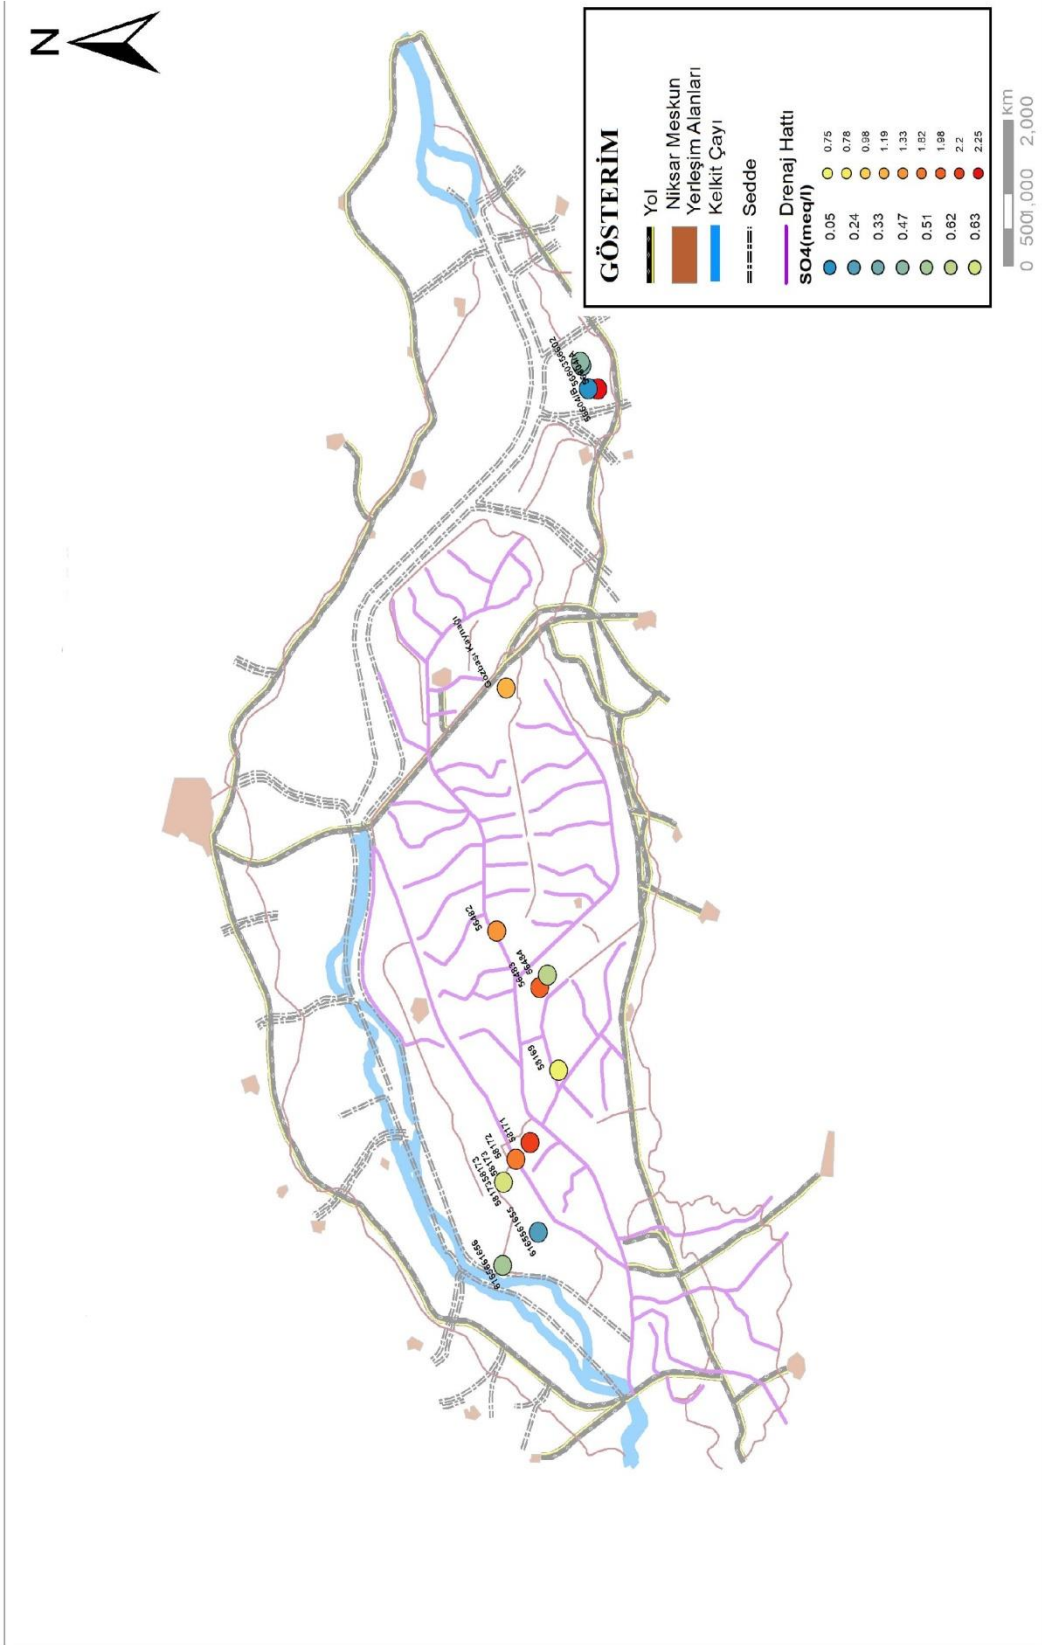 N
GÖSTERİM
Yol
Niksar Meskun
Yerleşim Alanları
Kelkit Çayı
Sedde
Drenaj Hattı
SO4(meq/l)
0.05
0.24
0.33
0.47
0.51
0.62
0.63
0.75
0.78
0.98
1.19
1.33
1.82
1.98
2.2
2.25
km
0 500 1,000 2,000
Gözbaşı Kaynağı
56482
56483
56484
58169
58171
58172
58173